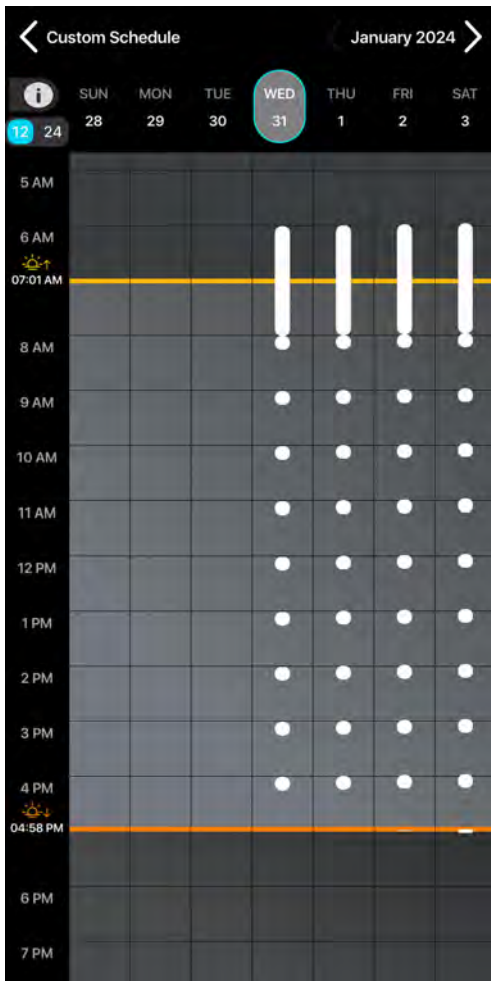 Custom Schedule
January 2024
i
SUN MON TUE WED THU FRI SAT
28 29 30 31 1 2 3
12 24
5 AM
6 AM
07:01 AM
8 AM
9 AM
10 AM
11 AM
12 PM
1 PM
2 PM
3 PM
4 PM
04:58 PM
6 PM
7 PM